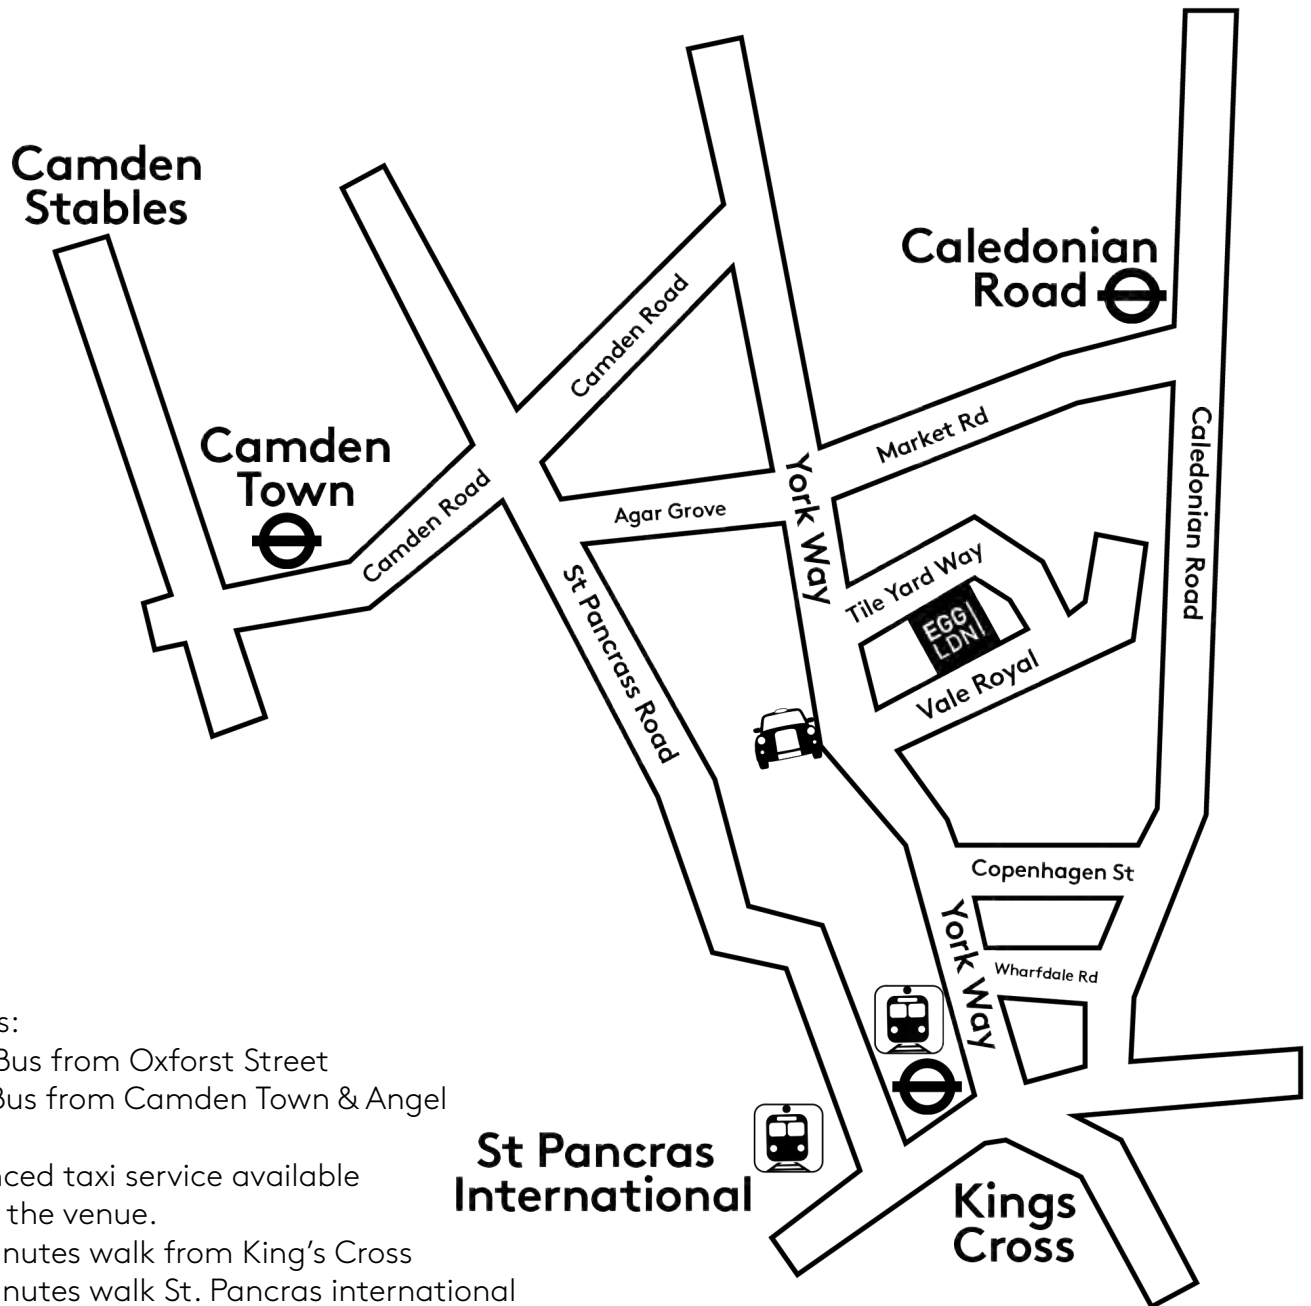 Camden
Stables
Caledonian
Road
Camden Road
Camden
Town
Camden Road
Market Rd
Caledonian Road
Agar Grove
York Way
Tile Yard Way
EGG
LDN
Vale Royal
St Pancrass Road
Copenhagen St
York Way
Wharfdale Rd
s:
Bus from Oxforst Street
Bus from Camden Town & Angel
nced taxi service available
the venue.
nutes walk from King's Cross
nutes walk St. Pancras international
St Pancras
International
Kings
Cross